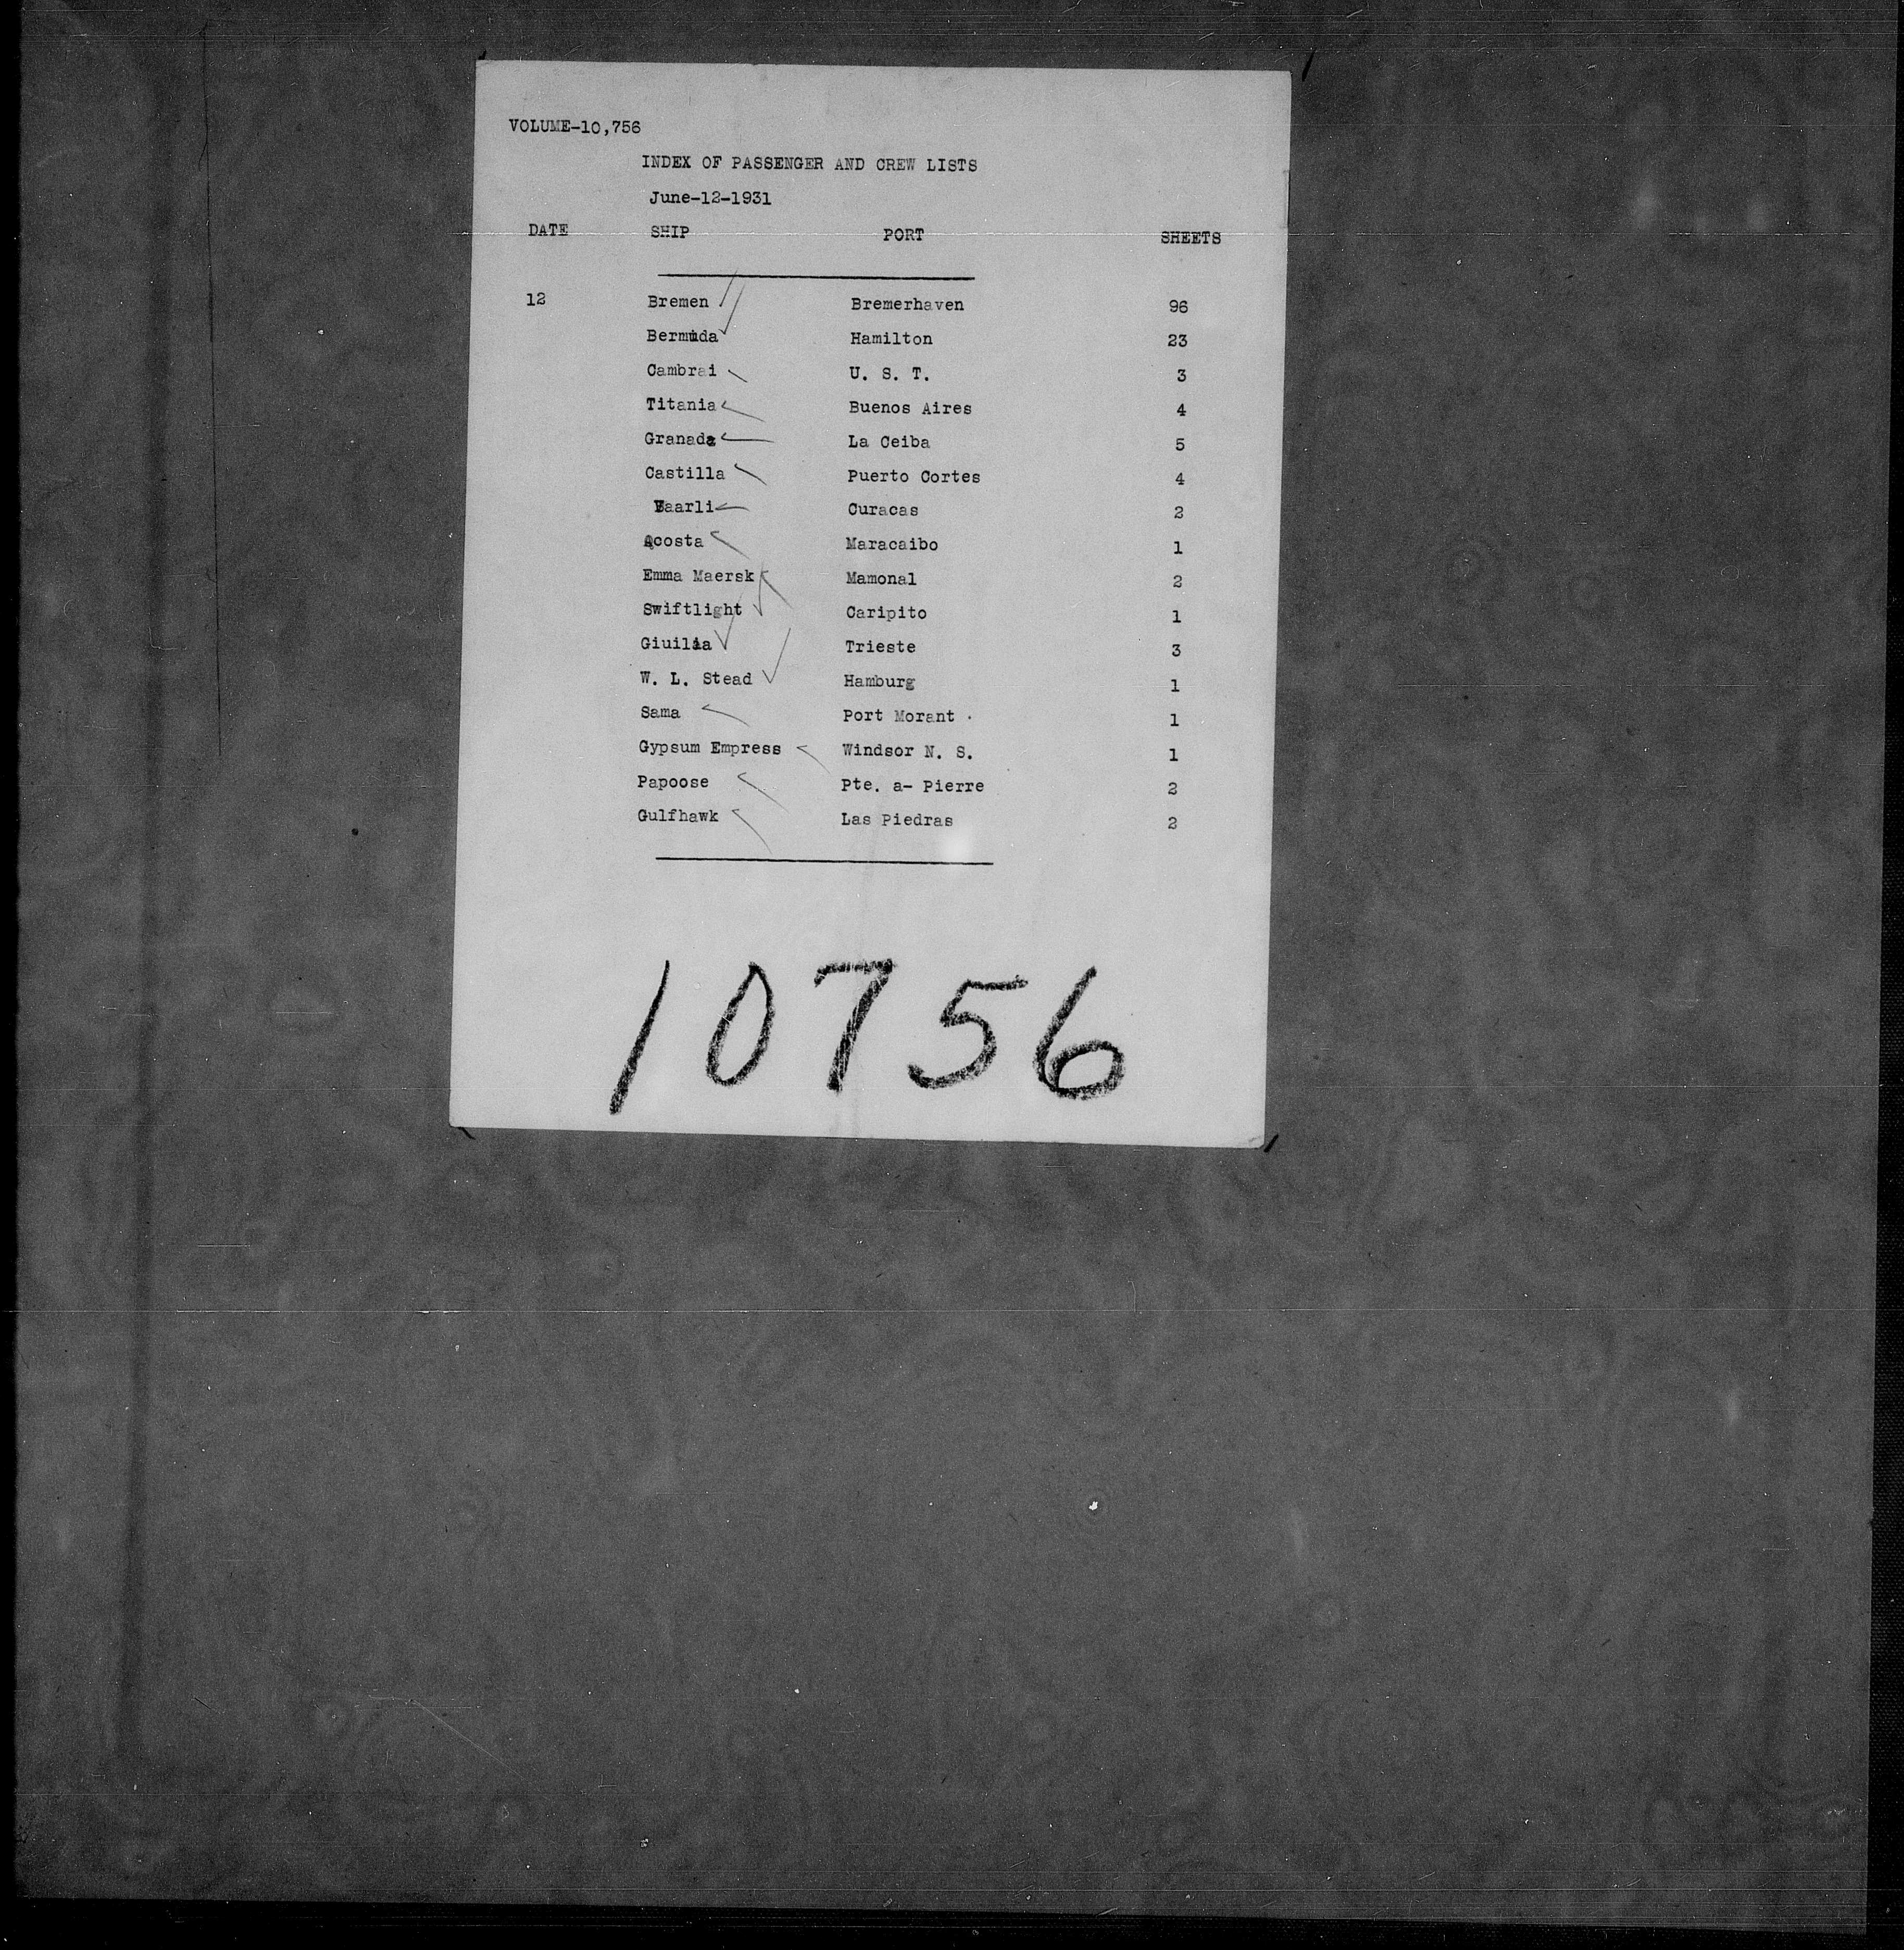 VOLUME-10,756
INDEX OF PASSENGER AND CREW LISTS
June-12-1931
DATE SHIP PORT SHEETS
12 Bremen Bremerhaven 96
Bermuda Hamilton 23
Cambrai U. S. T. 3
Titania Buenos Aires 4
Granada La Ceiba 5
Castilla Puerto Cortes 4
Curacas 2
Acosta Maracaibo 1
Emma Maersk Mamonal 2
Swiftlight Caripito 1
Giuilia Trieste 3
W. L. Stead Hamburg 1
Sama Port Morant 1
Gypsum Empress Windsor N. S. 1
Papoose Pte. a- Pierre 2
Gulfhawk Las Piedras 2
10756